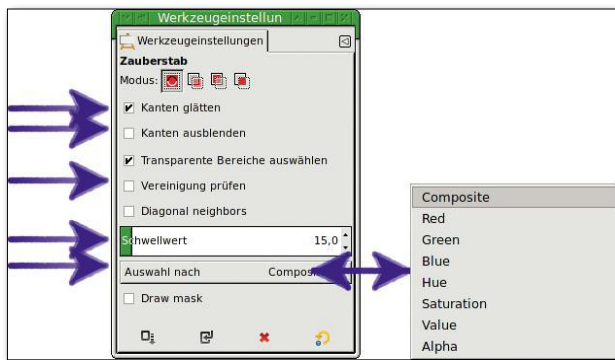 Werkzeugeinstellun
Werkzeugeinstellungen
Zauberstab
Modus:
Kanten glätten
Kanten ausblenden
Transparente Bereiche auswählen
Vereinigung prüfen
Diagonal neighbors
Schwellwert 15,0
Auswahl nach
Draw mask
Composite
Red
Green
Blue
Hue
Saturation
Value
Alpha